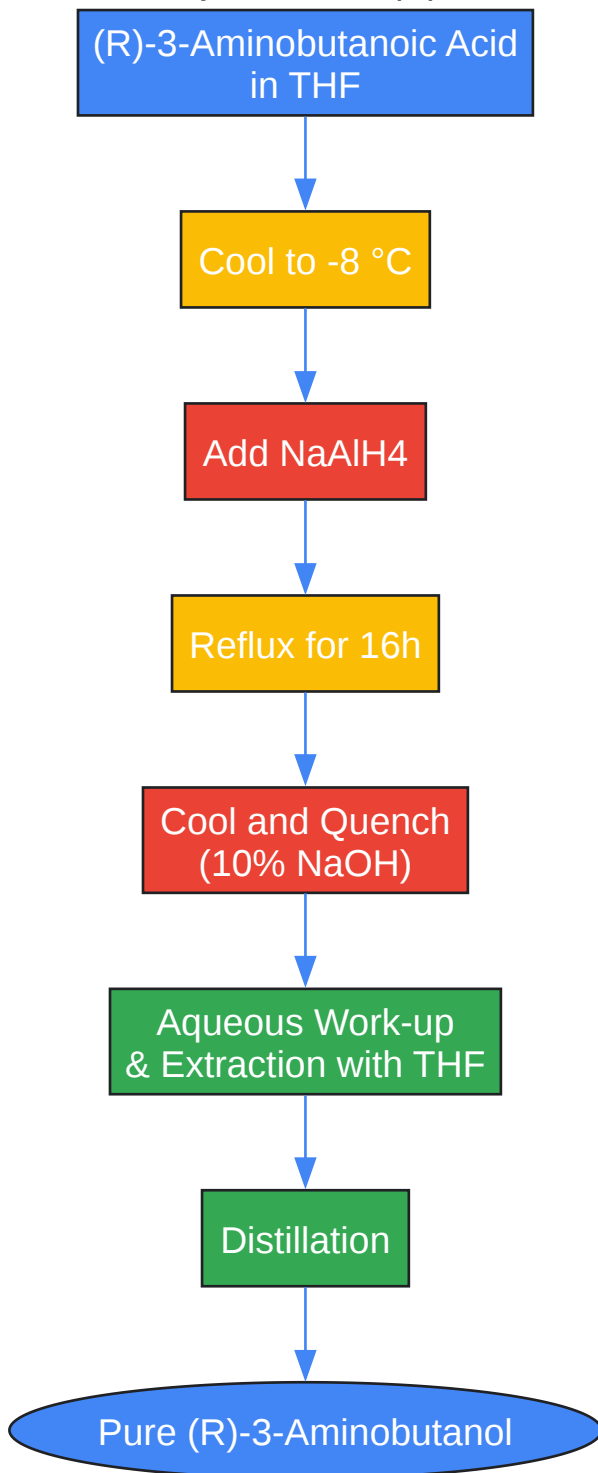 (R)-3-Aminobutanoic Acid
in THF
Cool to -8 °C
Add NaAlH4
Reflux for 16h
Cool and Quench
(10% NaOH)
Aqueous Work-up
& Extraction with THF
Distillation
Pure (R)-3-Aminobutanol